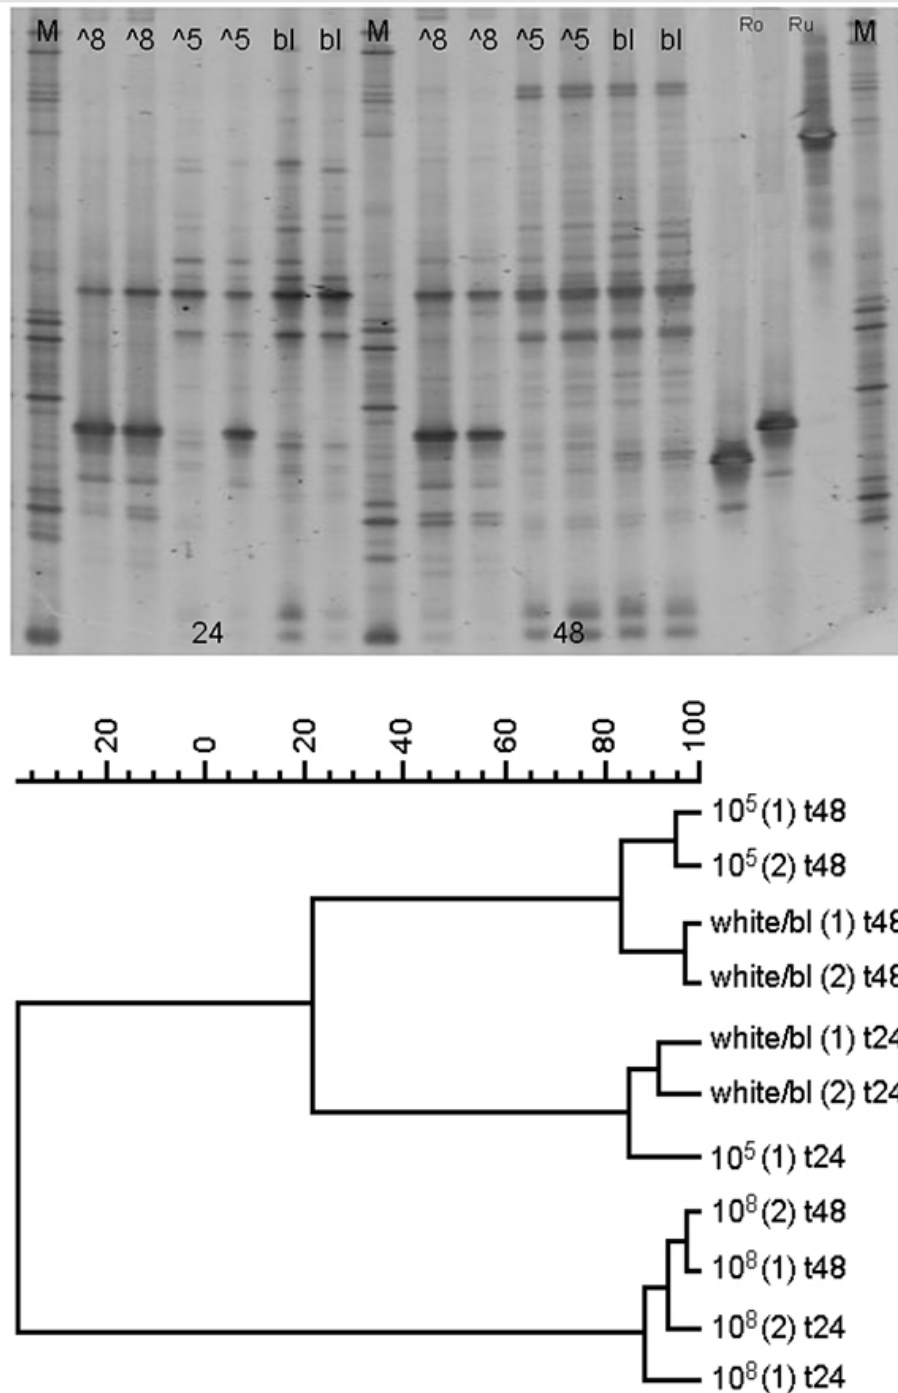 M ^8 ^8 ^5 ^5 bl bl M ^8 ^8 ^5 ^5 bl bl Ro Ru M
24 48
20 0 20 40 60 80 100
10⁵ (1) t48
10⁵ (2) t48
white/bl (1) t48
white/bl (2) t48
white/bl (1) t24
white/bl (2) t24
10⁵ (1) t24
10⁸ (2) t48
10⁸ (1) t48
10⁸ (2) t24
10⁸ (1) t24